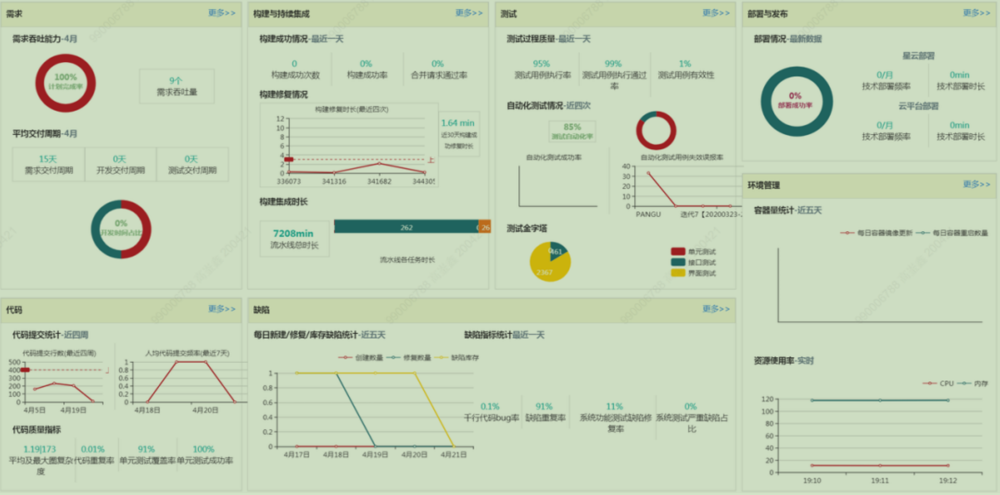 需求
更多>>
需求吞吐能力-4月
100%
计划完成率
9个
需求吞吐量
平均交付周期-4月
15天
需求交付周期
0天
开发交付周期
0天
测试交付周期
0%
开发时间占比
构建与持续集成
更多>>
构建成功情况-最近一天
0
构建成功次数
0%
构建成功率
0%
合并请求通过率
构建修复情况
构建修复时长(最近四次)
12
10
8
6
4
2
0
上
336073
341316
341682
344305
1.64 min
近30天构建成
功修复时长
构建集成时长
7208min
流水线总时长
262
26
流水线各任务时长
测试
更多>>
测试过程质量-最近一天
95%
测试用例执行率
99%
测试用例执行通过
率
1%
测试用例有效性
自动化测试情况-近四次
85%
测试自动化率
自动化测试成功率
自动化测试用例失效误报率
40
30
20
10
0
PANGU
迭代7【20200323-
测试金字塔
0
461
2367
单元测试
接口测试
界面测试
部署与发布
更多>>
部署情况-最新数据
0%
部署成功率
星云部署
0/月
技术部署频率
0min
技术部署时长
云平台部署
0/月
技术部署频率
0min
技术部署时长
环境管理
更多>>
容器量统计-近五天
每日容器镜像更新
每日容器重启数量
资源使用率-实时
CPU
内存
120
100
80
60
40
20
0
19:10
19:11
19:12
代码
更多>>
代码提交统计-近四周
代码提交行数(最近四周)
500
400
300
200
100
0
4月5日
4月19日
人均代码提交频率(最近7天)
1
0.8
0.6
0.4
0.2
0
4月18日
4月20日
代码质量指标
1.19|173
平均及最大圈复杂
度
0.01%
代码重复率
91%
单元测试覆盖率
100%
单元测试成功率
缺陷
更多>>
每日新建/修复/库存缺陷统计-近五天
创建数量
修复数量
缺陷库存
1
0.8
0.6
0.4
0.2
0
4月17日
4月18日
4月19日
4月20日
4月21日
缺陷指标统计最近一天
0.1%
千行代码bug率
91%
缺陷重复率
11%
系统功能测试缺陷修
复率
0%
系统测试严重缺陷占
比